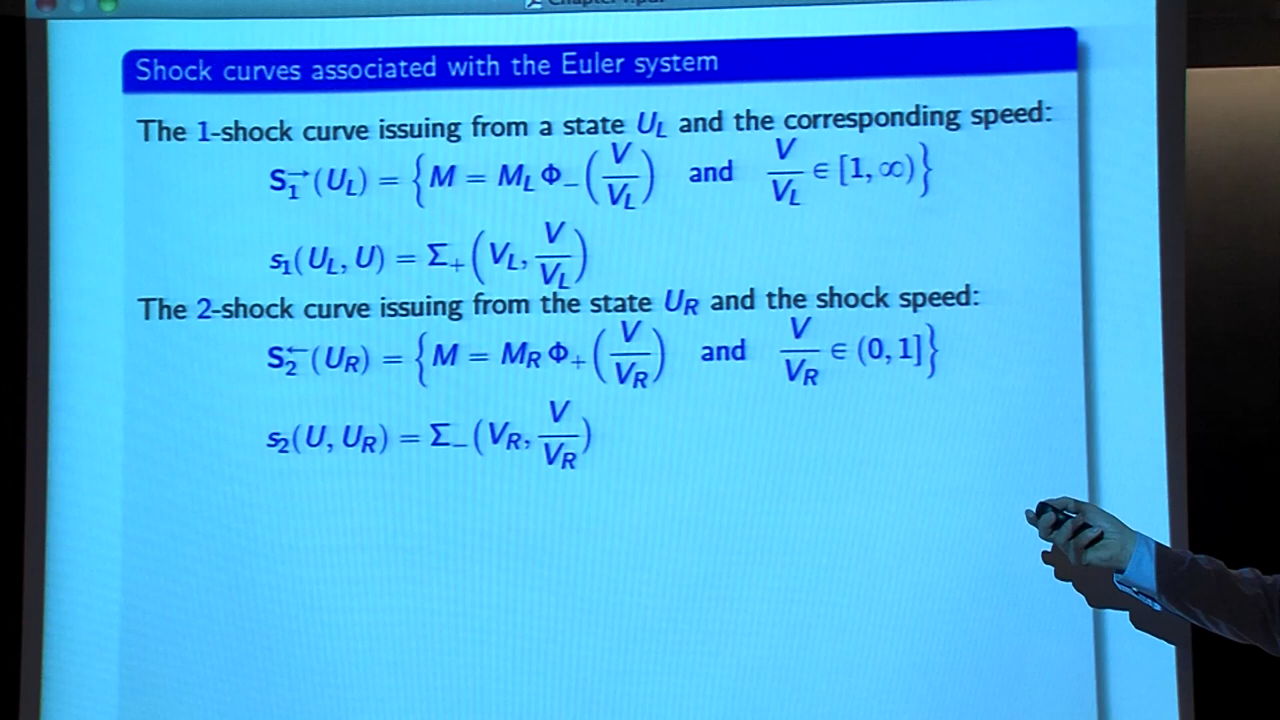 Shock curves associated with the Euler system
The 1-shock curve issuing from a state U_L and the corresponding speed:
S_1^→(U_L) = { M = M_L Φ_−(V/V_L) and V/V_L ∈ [1, ∞) }
s_1(U_L, U) = Σ_+(V_L, V/V_L)
The 2-shock curve issuing from the state U_R and the shock speed:
S_2^←(U_R) = { M = M_R Φ_+(V/V_R) and V/V_R ∈ (0, 1] }
s_2(U, U_R) = Σ_−(V_R, V/V_R)